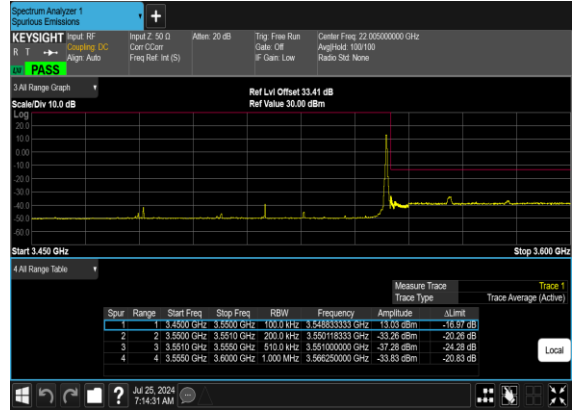 Spectrum Analyzer 1
Spurious Emissions
KEYSIGHT Input: RF Input Z: 50 Ω Atten: 20 dB Trig: Free Run Center Freq: 22.005000000 GHz
R T Coupling: DC Corr CCorr Gate: Off Avg|Hold: 100/100
Align: Auto Freq Ref: Int (S) IF Gain: Low Radio Std: None
PASS
3 All Range Graph
Ref Lvl Offset 33.41 dB
Scale/Div 10.0 dB Ref Value 30.00 dBm
Log
20.0
10.0
0.00
-10.0
-20.0
-30.0
-40.0
-50.0
-60.0
Start 3.450 GHz Stop 3.600 GHz
4 All Range Table
Measure Trace Trace 1
Trace Type Trace Average (Active)
Spur Range Start Freq Stop Freq RBW Frequency Amplitude ΔLimit
1 1 3.4500 GHz 3.5500 GHz 100.0 kHz 3.548833333 GHz 13.03 dBm -16.97 dB
2 2 3.5500 GHz 3.5510 GHz 200.0 kHz 3.550118333 GHz -33.26 dBm -20.26 dB
3 3 3.5510 GHz 3.5550 GHz 510.0 kHz 3.551000000 GHz -37.28 dBm -24.28 dB
4 4 3.5550 GHz 3.6000 GHz 1.000 MHz 3.566250000 GHz -33.83 dBm -20.83 dB
Local
? Jul 25, 2024
7:14:31 AM